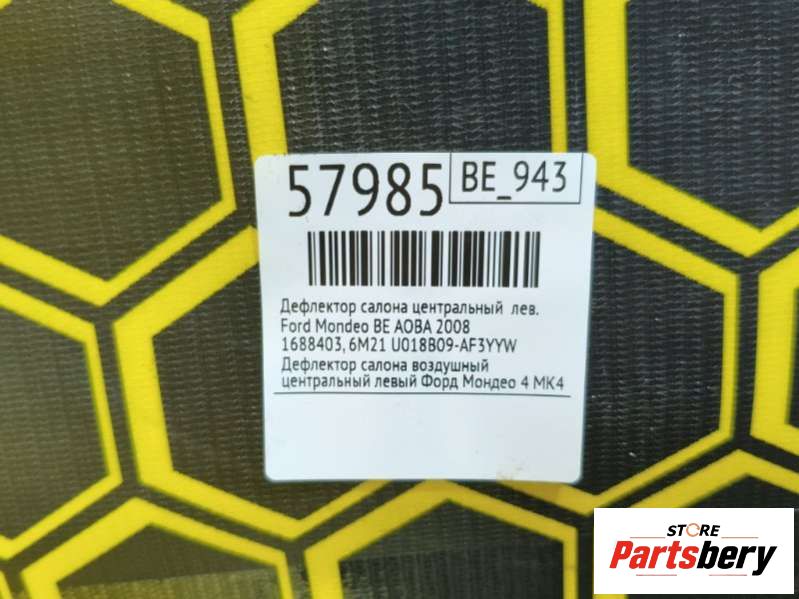 57985
BE_943
Дефлектор салона центральный лев.
Ford Mondeo BE AOBA 2008
1688403, 6M21 U018B09-AF3YYW
Дефлектор салона воздушный
центральный левый Форд Мондео 4 МК4
STORE
Partsbery